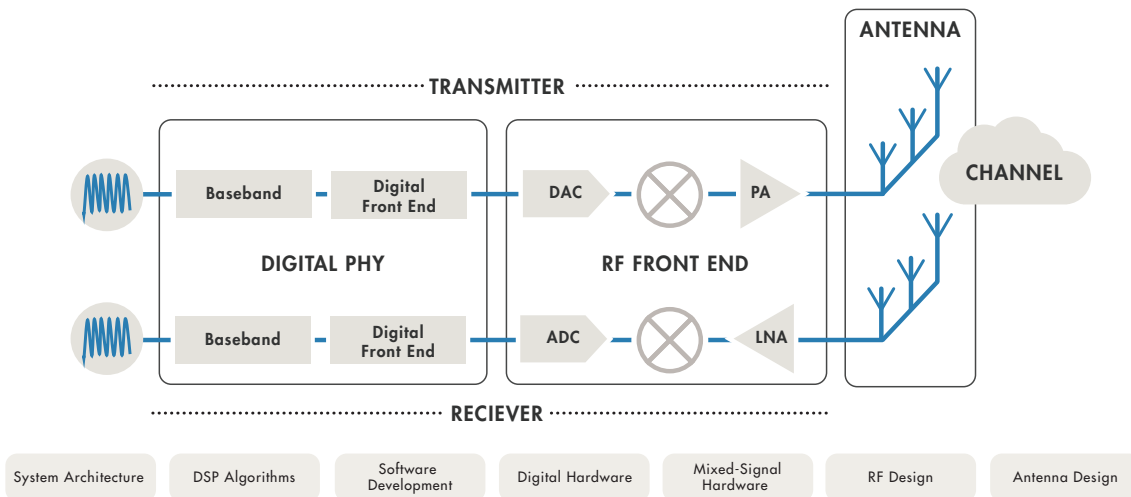 ANTENNA
TRANSMITTER
CHANNEL
Baseband
Digital
Front End
DAC
PA
DIGITAL PHY
RF FRONT END
Baseband
Digital
Front End
ADC
LNA
RECIEVER
System Architecture
DSP Algorithms
Software
Development
Digital Hardware
Mixed-Signal
Hardware
RF Design
Antenna Design